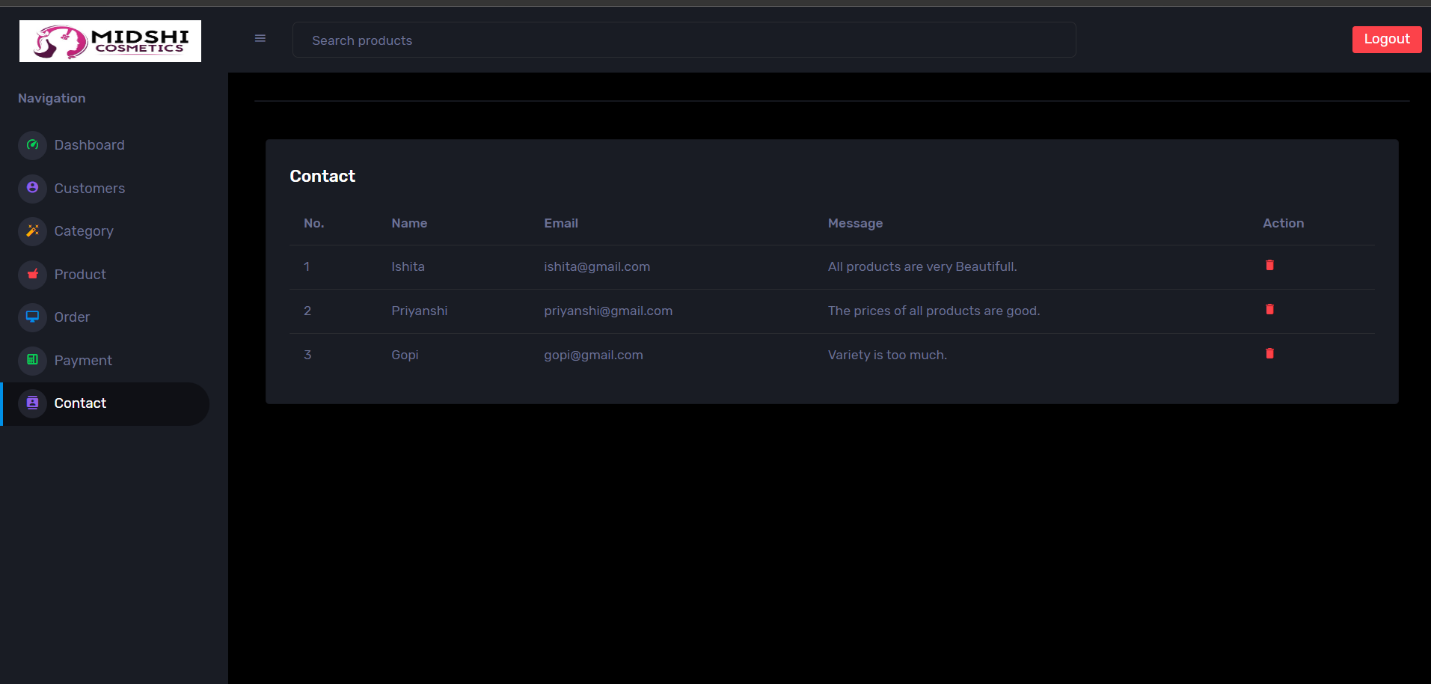 MIDSHI
COSMETICS
Search products
Logout
Navigation
Dashboard
Customers
Category
Product
Order
Payment
Contact
Contact
No. Name Email Message Action
1 Ishita ishita@gmail.com All products are very Beautifull.
2 Priyanshi priyanshi@gmail.com The prices of all products are good.
3 Gopi gopi@gmail.com Variety is too much.